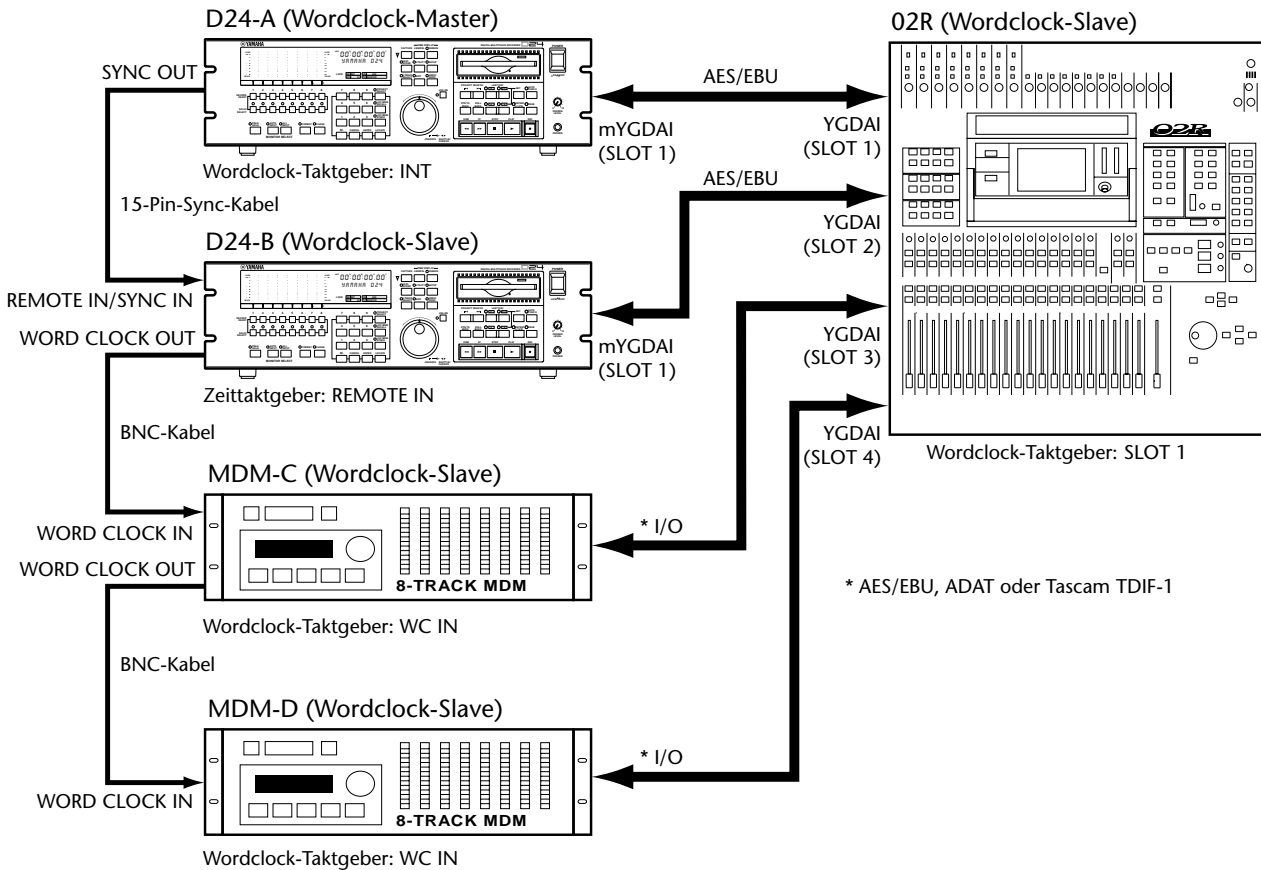 D24-A (Wordclock-Master)
02R (Wordclock-Slave)
SYNC OUT
YAMAHA
AES/EBU
mYGDAI
(SLOT 1)
YGDAI
(SLOT 1)
02R
Wordclock-Taktgeber: INT
15-Pin-Sync-Kabel
AES/EBU
D24-B (Wordclock-Slave)
YGDAI
(SLOT 2)
YAMAHA
REMOTE IN/SYNC IN
WORD CLOCK OUT
mYGDAI
(SLOT 1)
YGDAI
(SLOT 3)
Zeittaktgeber: REMOTE IN
BNC-Kabel
YGDAI
(SLOT 4)
Wordclock-Taktgeber: SLOT 1
MDM-C (Wordclock-Slave)
WORD CLOCK IN
* I/O
WORD CLOCK OUT
8-TRACK MDM
* AES/EBU, ADAT oder Tascam TDIF-1
Wordclock-Taktgeber: WC IN
BNC-Kabel
MDM-D (Wordclock-Slave)
* I/O
WORD CLOCK IN
8-TRACK MDM
Wordclock-Taktgeber: WC IN